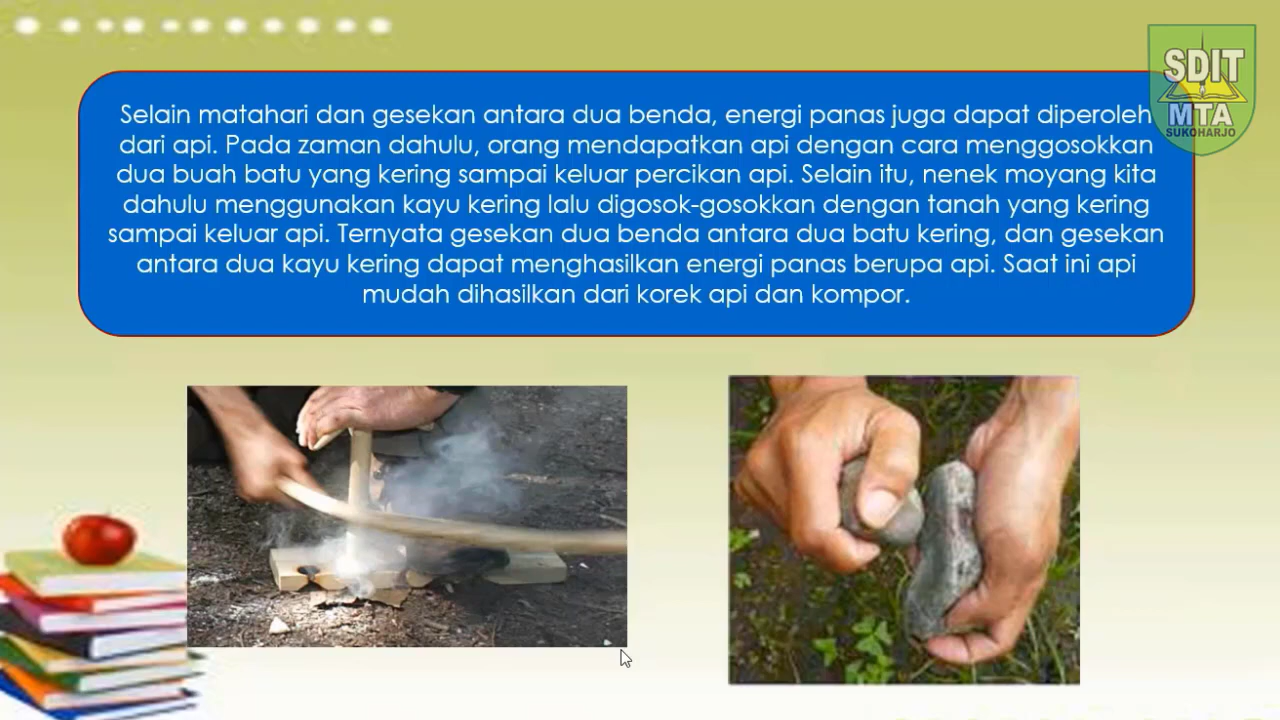 Selain matahari dan gesekan antara dua benda, energi panas juga dapat diperoleh
dari api. Pada zaman dahulu, orang mendapatkan api dengan cara menggosokkan
dua buah batu yang kering sampai keluar percikan api. Selain itu, nenek moyang kita
dahulu menggunakan kayu kering lalu digosok-gosokkan dengan tanah yang kering
sampai keluar api. Ternyata gesekan dua benda antara dua batu kering, dan gesekan
antara dua kayu kering dapat menghasilkan energi panas berupa api. Saat ini api
mudah dihasilkan dari korek api dan kompor.
SDIT
MTA
SUKOHARJO